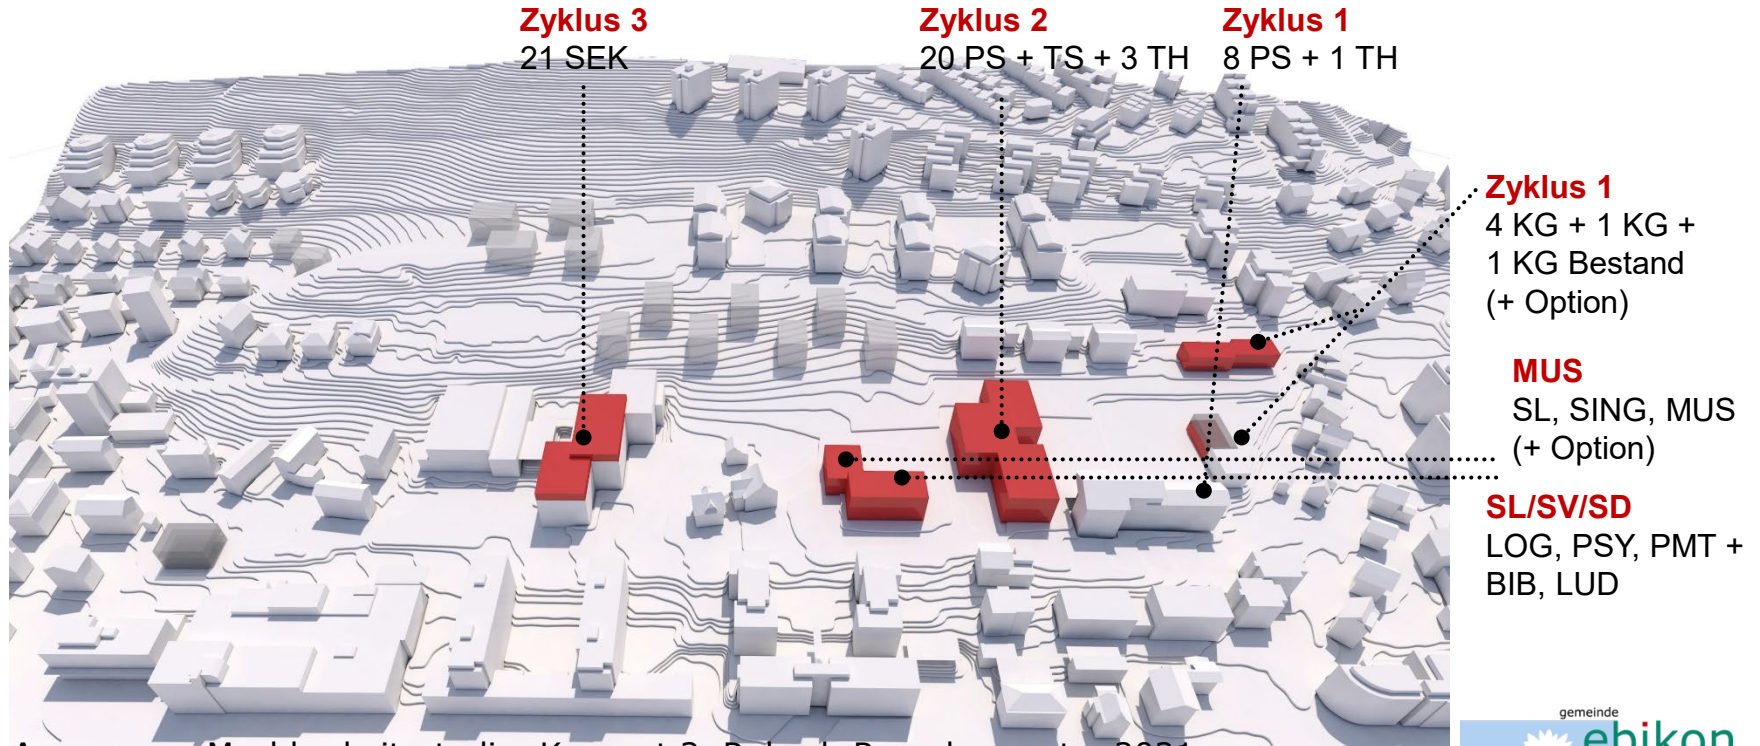 Zyklus 3
21 SEK
Zyklus 2
20 PS + TS + 3 TH
Zyklus 1
8 PS + 1 TH
Zyklus 1
4 KG + 1 KG +
1 KG Bestand
(+ Option)
MUS
SL, SING, MUS
(+ Option)
SL/SV/SD
LOG, PSY, PMT +
BIB, LUD
gemeinde
ebikon